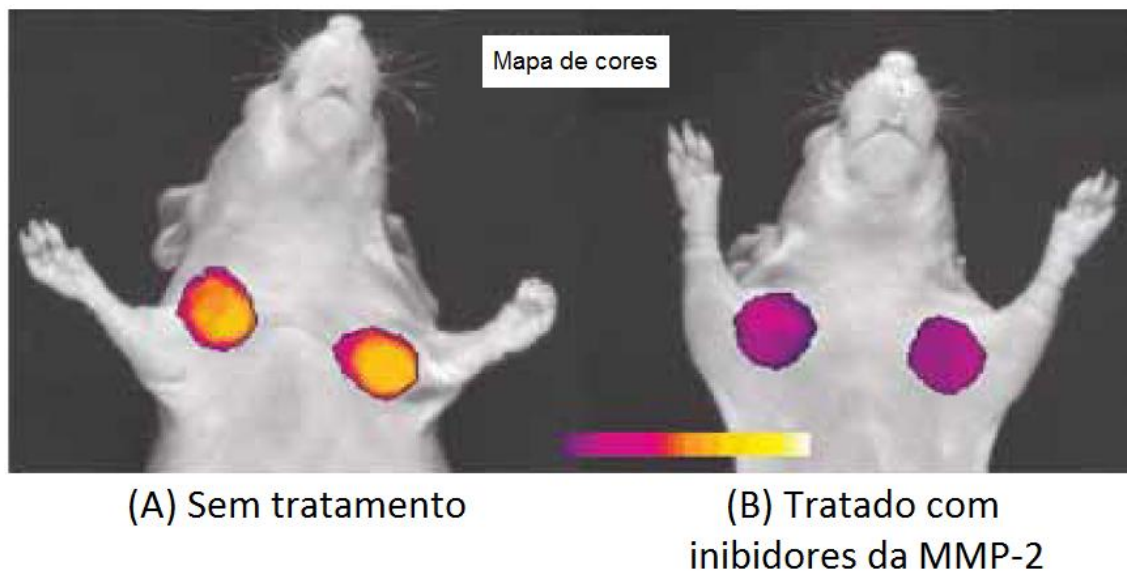 Mapa de cores
(A) Sem tratamento
(B) Tratado com
inibidores da MMP-2